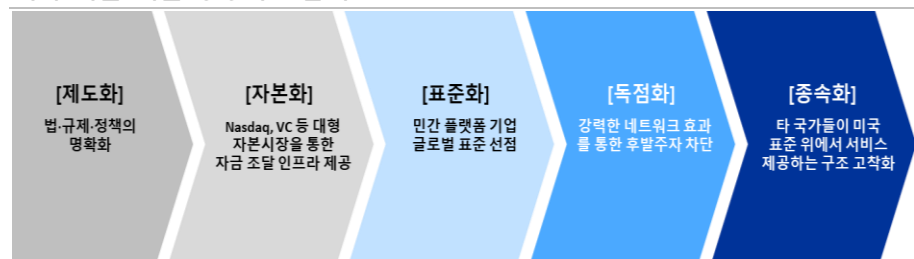 [제도화]
법·규제·정책의
명확화
[자본화]
Nasdaq, VC 등 대형
자본시장을 통한
자금 조달 인프라 제공
[표준화]
민간 플랫폼 기업
글로벌 표준 선점
[독점화]
강력한 네트워크 효과
를 통한 후발주자 차단
[종속화]
타 국가들이 미국
표준 위에서 서비스
제공하는 구조 고착화